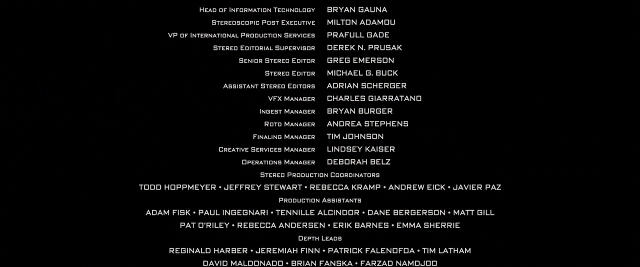 Head of Information Technology BRYAN GAUNA
Stereoscopic Post Executive MILTON ADAMOU
VP of International Production Services PRAFULL GADE
Stereo Editorial Supervisor DEREK N. PRUSAK
Senior Stereo Editor GREG EMERSON
Stereo Editor MICHAEL G. BUCK
Assistant Stereo Editors ADRIAN SCHERGER
VFX Manager CHARLES GIARRATANO
Ingest Manager BRYAN BURGER
Roto Manager ANDREA STEPHENS
Finaling Manager TIM JOHNSON
Creative Services Manager LINDSEY KAISER
Operations Manager DEBORAH BELZ
Stereo Production Coordinators
TODD HOPPMEYER • JEFFREY STEWART • REBECCA KRAMP • ANDREW EICK • JAVIER PAZ
Production Assistants
ADAM FISK • PAUL INGEGNARI • TENNILLE ALCINDOR • DANE BERGERSON • MATT GILL
PAT O'RILEY • REBECCA ANDERSEN • ERIK BARNES • EMMA SHERRIE
Depth Leads
REGINALD HARBER • JEREMIAH FINN • PATRICK FALENOFOA • TIM LATHAM
DAVID MALDONADO • BRIAN FANSKA • FARZAD NAMDJOO